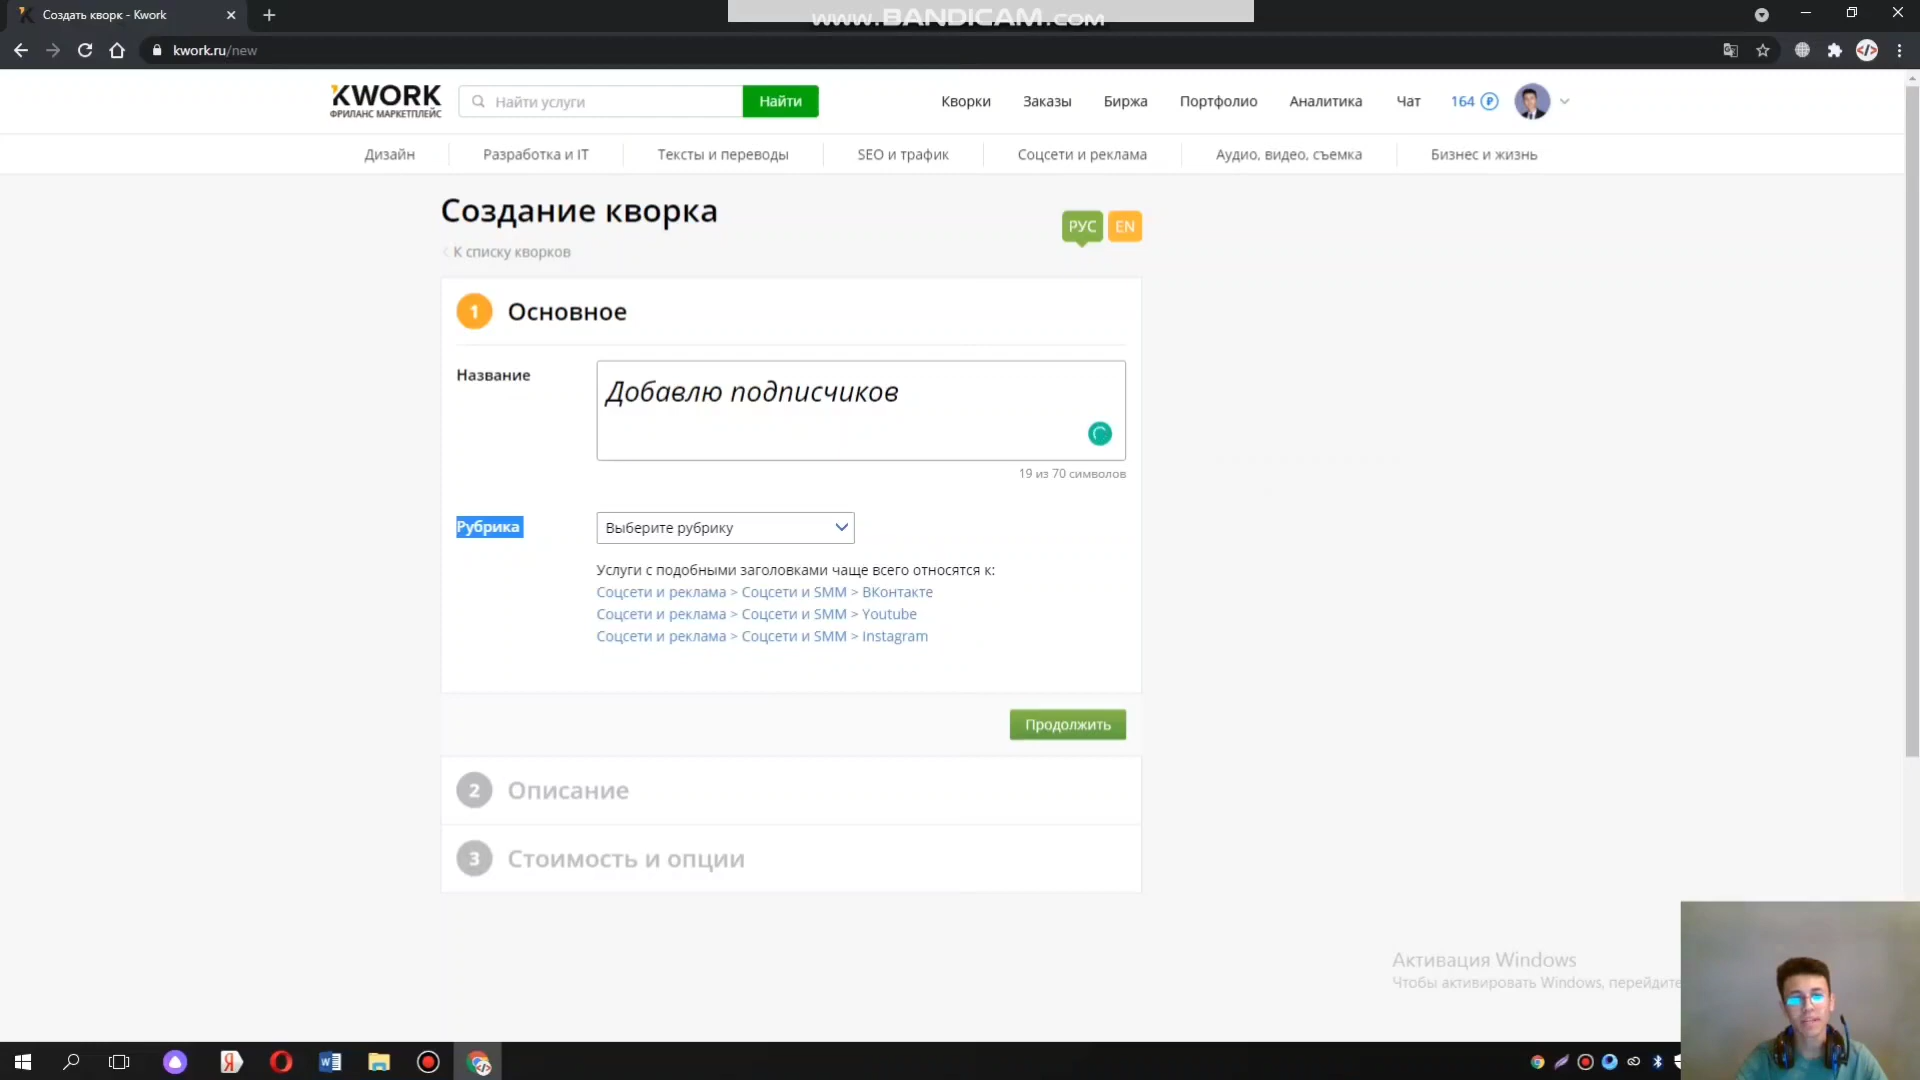 Создать кворк - Kwork
www.BANDICAM.com
kwork.ru/new
KWORK
ФРИЛАНС МАРКЕТПЛЕЙС
Найти услуги
Найти
Кворки
Заказы
Биржа
Портфолио
Аналитика
Чат
164
Дизайн
Разработка и IT
Тексты и переводы
SEO и трафик
Соцсети и реклама
Аудио, видео, съемка
Бизнес и жизнь
Создание кворка
РУС
EN
К списку кворков
1
Основное
Название
Добавлю подписчиков
19 из 70 символов
Рубрика
Выберите рубрику
Услуги с подобными заголовками чаще всего относятся к:
Соцсети и реклама > Соцсети и SMM > ВКонтакте
Соцсети и реклама > Соцсети и SMM > Youtube
Соцсети и реклама > Соцсети и SMM > Instagram
Продолжить
2
Описание
3
Стоимость и опции
Активация Windows
Чтобы активировать Windows, перейдите